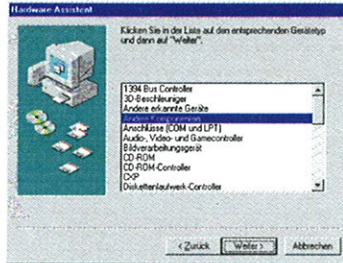 Hardware-Assistent
Klicken Sie in der Liste auf den entsprechenden Gerätetyp
und dann auf "Weiter".
1394 Bus Controller
3D-Beschleuniger
Andere erkannte Geräte
Andere Komponenten
Anschlüsse (COM und LPT)
Audio-, Video- und Gamecontroller
Bildverarbeitungsgerät
CD-ROM
CD-ROM-Controller
CXP
Diskettenlaufwerk-Controller
< Zurück
Weiter >
Abbrechen